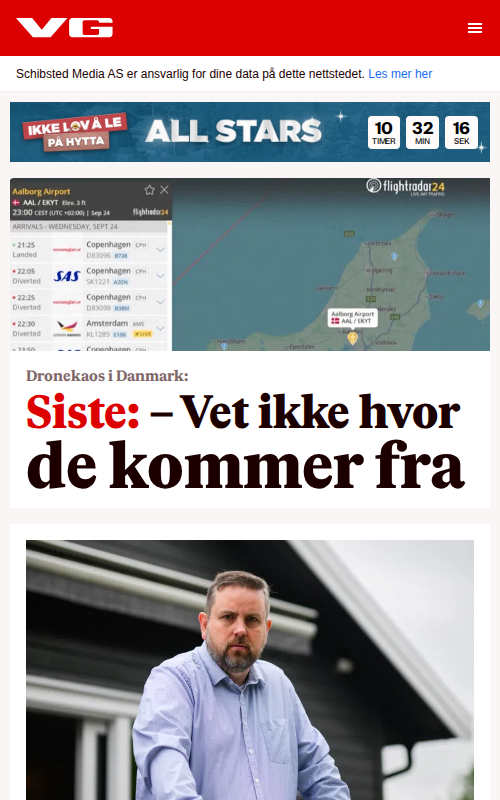 VG
Schibsted Media AS er ansvarlig for dine data på dette nettstedet. Les mer her
IKKE LOV Å LE
PÅ HYTTA
ALL STARS
10 32 16
TIMER MIN SEK
Aalborg Airport
AAL / EKYT Elev. 3 ft
23:00 CEST (UTC +02:00) | Sep 24
flightradar24
ARRIVALS - WEDNESDAY, SEPT 24
21:25 norwegian Copenhagen CPH
Landed D83096 B738
22:05 SAS Copenhagen CPH
Diverted SK1221 A20N
22:25 norwegian Copenhagen CPH
Diverted D83098 B38M
22:30 Amsterdam AMS
Diverted KL1289 E190 LIVE
23:50 Copenhagen CPH
flightradar24
LIVE AIR TRAFFIC
Skagen
Aalborg Airport
AAL / EKYT
Dronekaos i Danmark:
Siste: – Vet ikke hvor
de kommer fra